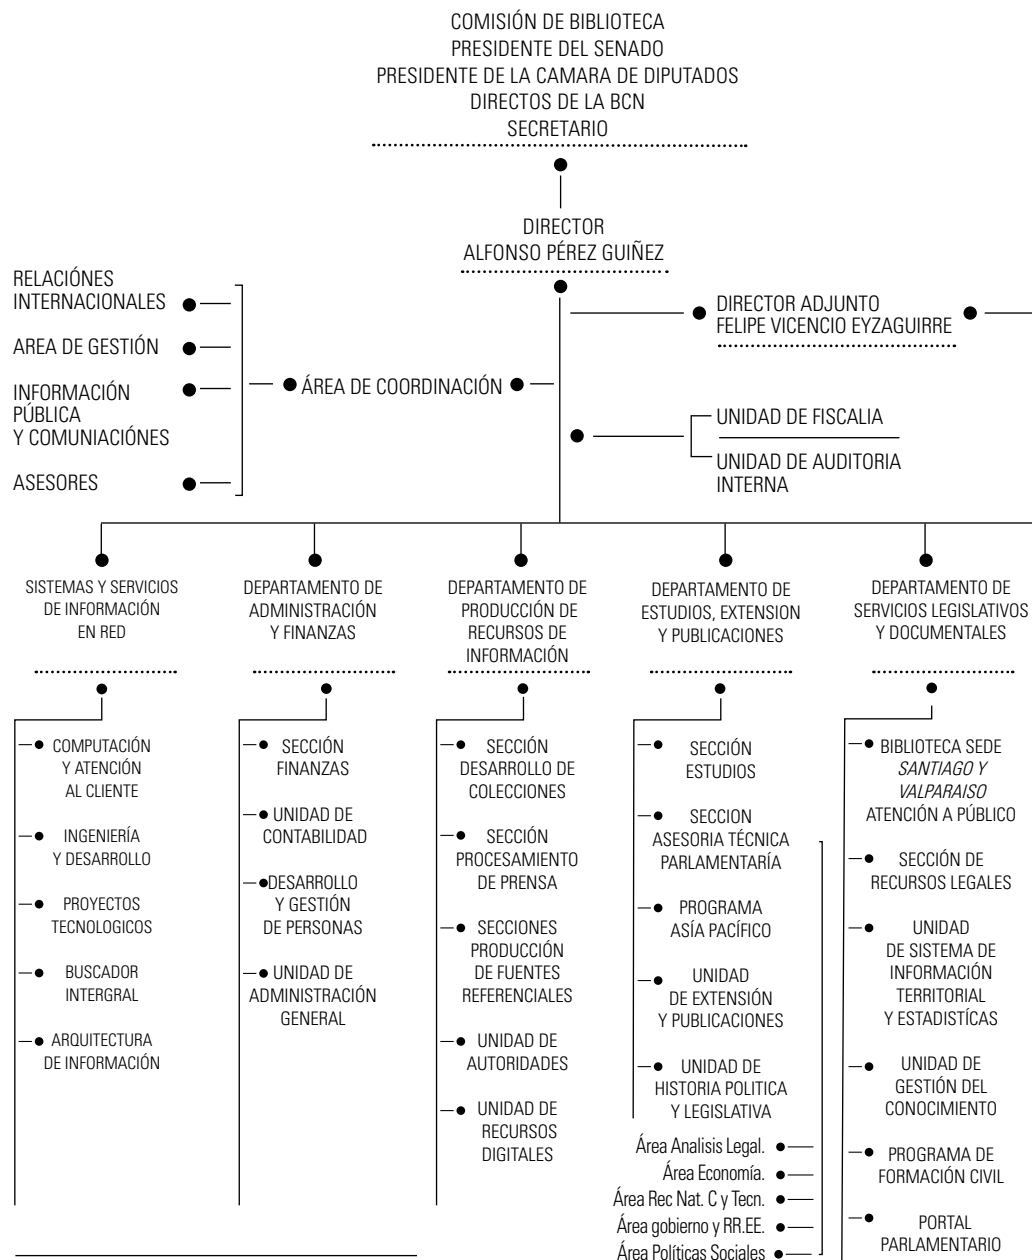 COMISIÓN DE BIBLIOTECA
PRESIDENTE DEL SENADO
PRESIDENTE DE LA CAMARA DE DIPUTADOS
DIRECTOS DE LA BCN
SECRETARIO
DIRECTOR
ALFONSO PÉREZ GUIÑEZ
RELACIÓNES
INTERNACIONALES
AREA DE GESTIÓN
INFORMACIÓN
PÚBLICA
Y COMUNIACIÓNES
ASESORES
ÁREA DE COORDINACIÓN
DIRECTOR ADJUNTO
FELIPE VICENCIO EYZAGUIRRE
UNIDAD DE FISCALIA
UNIDAD DE AUDITORIA
INTERNA
SISTEMAS Y SERVICIOS
DE INFORMACIÓN
EN RED
COMPUTACIÓN
Y ATENCIÓN
AL CLIENTE
INGENIERÍA
Y DESARROLLO
PROYECTOS
TECNOLOGICOS
BUSCADOR
INTERGRAL
ARQUITECTURA
DE INFORMACIÓN
DEPARTAMENTO DE
ADMINISTRACIÓN
Y FINANZAS
SECCIÓN
FINANZAS
UNIDAD DE
CONTABILIDAD
DESARROLLO
Y GESTIÓN
DE PERSONAS
UNIDAD DE
ADMINISTRACIÓN
GENERAL
DEPARTAMENTO DE
PRODUCCIÓN DE
RECURSOS DE
INFORMACIÓN
SECCIÓN
DESARROLLO DE
COLECCIONES
SECCIÓN
PROCESAMIENTO
DE PRENSA
SECCIONES
PRODUCCIÓN
DE FUENTES
REFERENCIALES
UNIDAD DE
AUTORIDADES
UNIDAD DE
RECURSOS
DIGITALES
DEPARTAMENTO DE
ESTUDIOS, EXTENSION
Y PUBLICACIONES
SECCIÓN
ESTUDIOS
SECCION
ASESORIA TÉCNICA
PARLAMENTARÍA
PROGRAMA
ASÍA PACÍFICO
UNIDAD
DE EXTENSIÓN
Y PUBLICACIONES
UNIDAD DE
HISTORIA POLITICA
Y LEGISLATIVA
Área Analisis Legal.
Área Economía.
Área Rec Nat. C y Tecn.
Área gobierno y RR.EE.
Área Políticas Sociales
DEPARTAMENTO DE
SERVICIOS LEGISLATIVOS
Y DOCUMENTALES
BIBLIOTECA SEDE
SANTIAGO Y
VALPARAISO
ATENCIÓN A PÚBLICO
SECCIÓN DE
RECURSOS LEGALES
UNIDAD
DE SISTEMA DE
INFORMACIÓN
TERRITORIAL
Y ESTADISTÍCAS
UNIDAD DE
GESTIÓN DEL
CONOCIMIENTO
PROGRAMA DE
FORMACIÓN CIVIL
PORTAL
PARLAMENTARIO